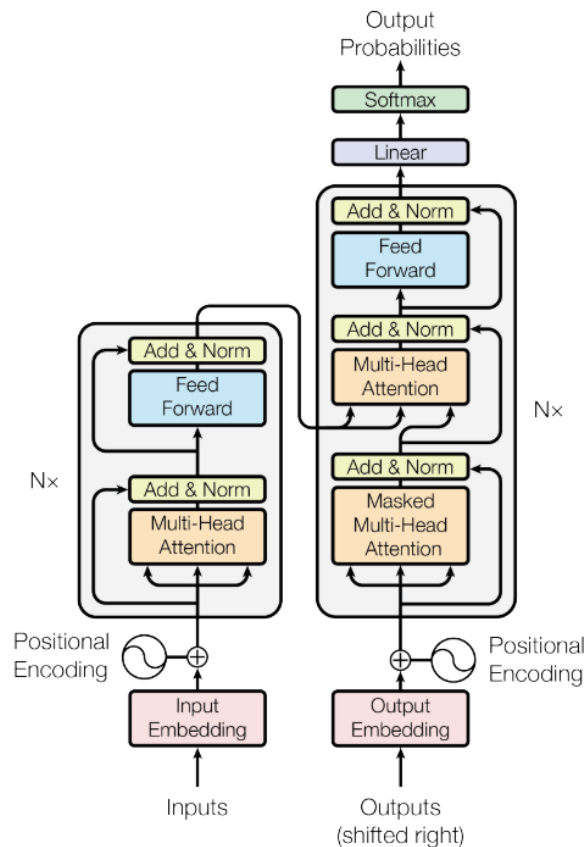 Output
Probabilities
Softmax
Linear
Add & Norm
Feed
Forward
Add & Norm
Multi-Head
Attention
Add & Norm
Masked
Multi-Head
Attention
Nx
Add & Norm
Feed
Forward
Add & Norm
Multi-Head
Attention
Nx
Positional
Encoding
Positional
Encoding
Input
Embedding
Output
Embedding
Inputs
Outputs
(shifted right)